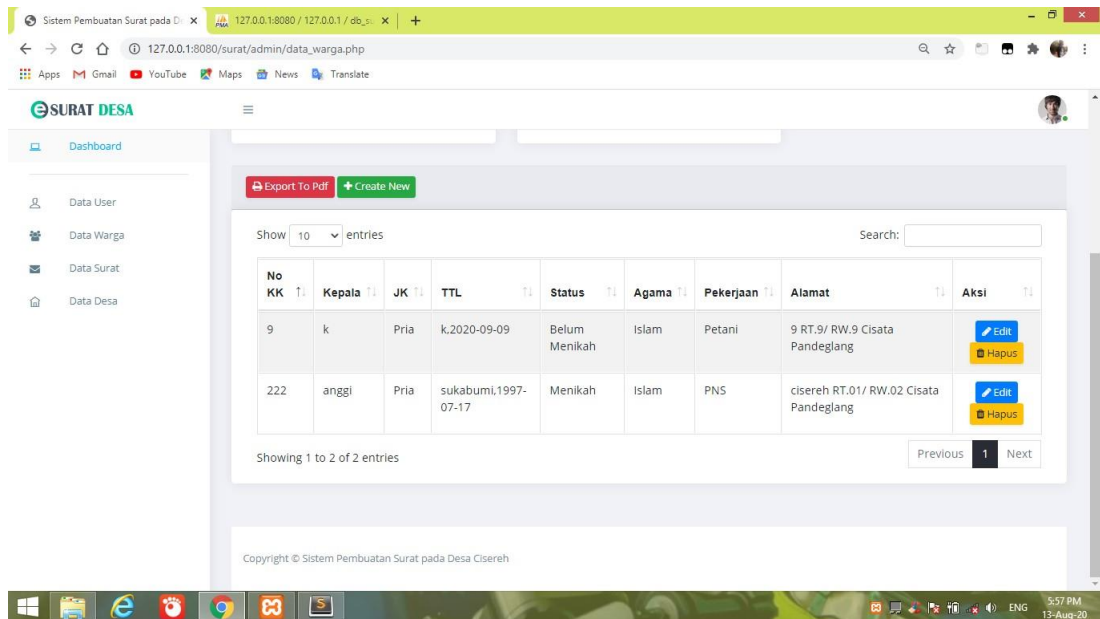 Sistem Pembuatan Surat pada D
127.0.0.1:8080 / 127.0.0.1 / db_su
127.0.0.1:8080/surat/admin/data_warga.php
Apps Gmail YouTube Maps News Translate
SURAT DESA
Dashboard
Data User
Data Warga
Data Surat
Data Desa
Export To Pdf Create New
Show 10 entries Search:
No KK Kepala JK TTL Status Agama Pekerjaan Alamat Aksi
9 k Pria k,2020-09-09 Belum Menikah Islam Petani 9 RT.9/ RW.9 Cisata Pandeglang Edit Hapus
222 anggi Pria sukabumi,1997-07-17 Menikah Islam PNS cisereh RT.01/ RW.02 Cisata Pandeglang Edit Hapus
Showing 1 to 2 of 2 entries
Previous 1 Next
Copyright © Sistem Pembuatan Surat pada Desa Cisereh
ENG
5:57 PM
13-Aug-20